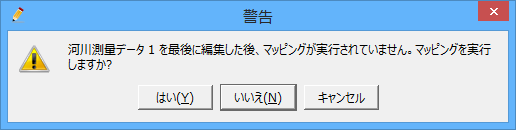 警告
河川測量データ 1 を最後に編集した後、マッピングが実行されていません。マッピングを実行
しますか?
はい(Y)
いいえ(N)
キャンセル